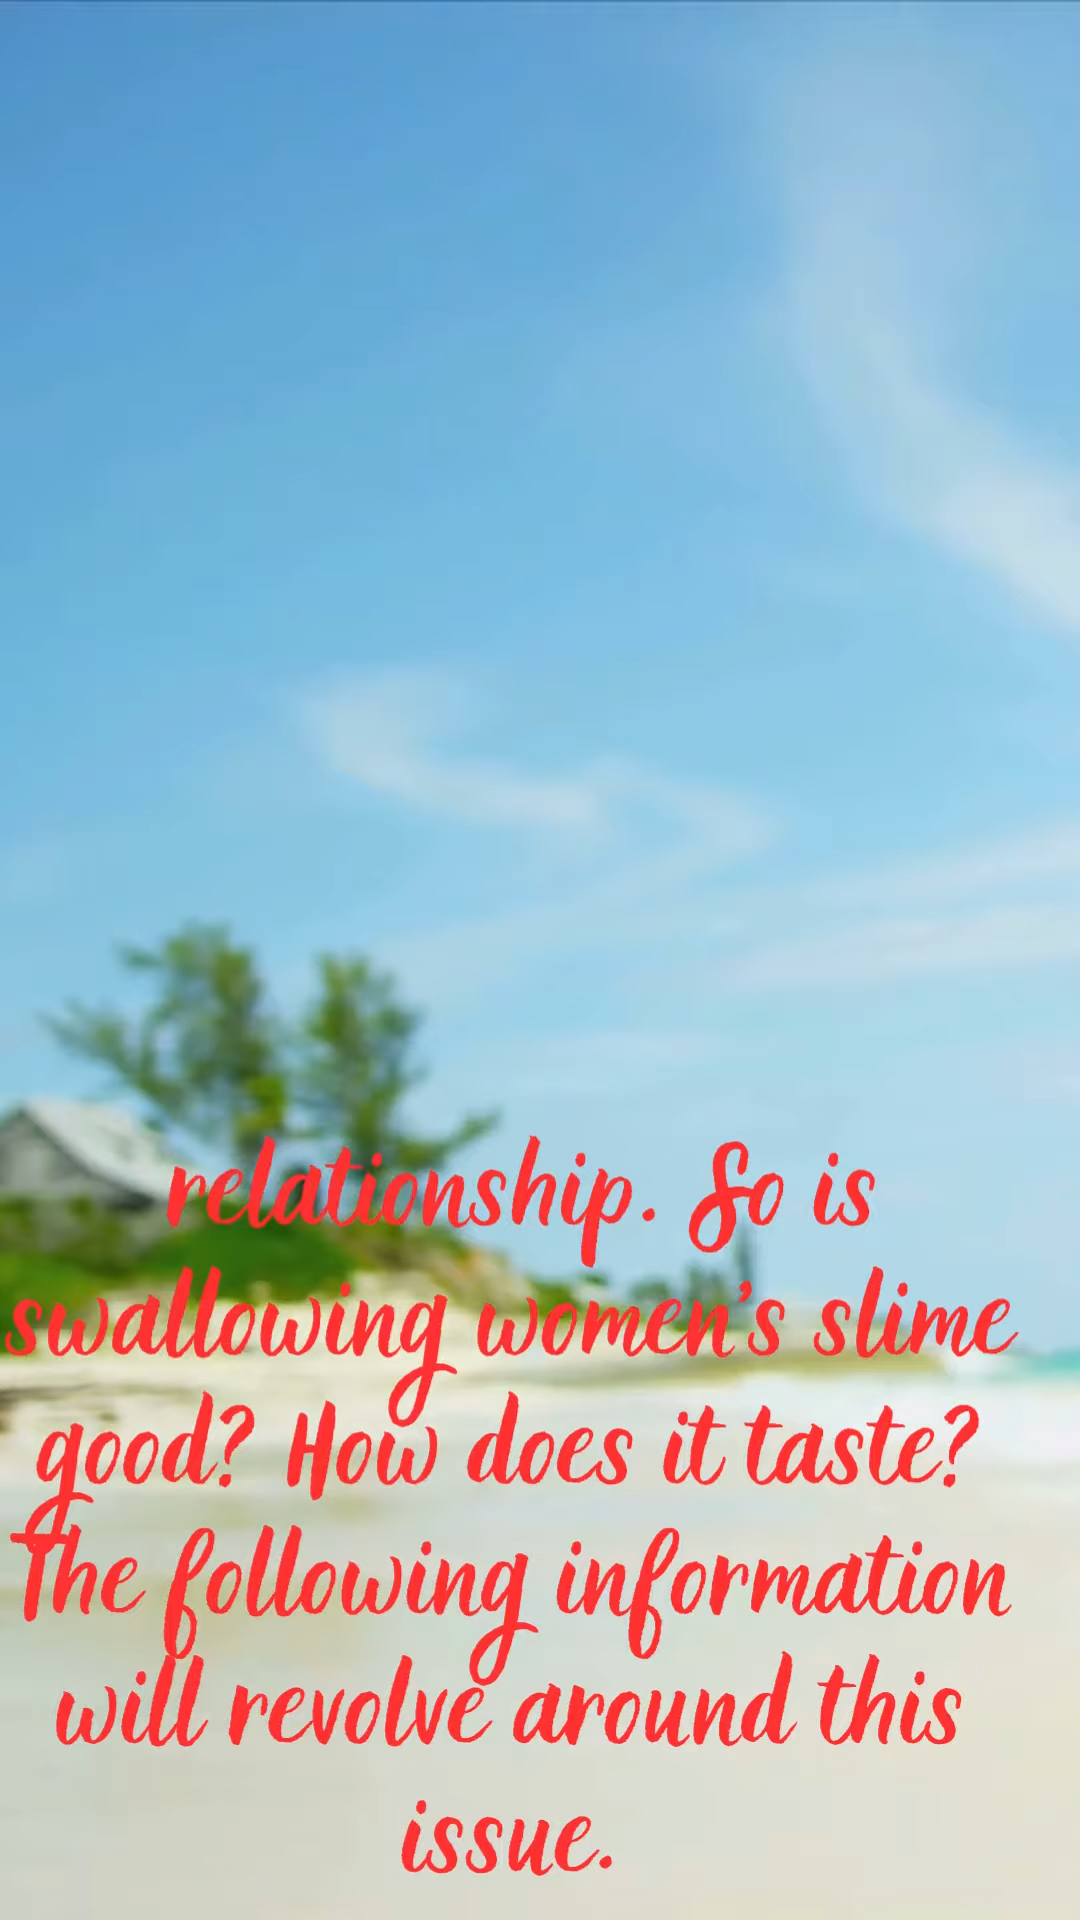 relationship. So is
swallowing women's slime
good? How does it taste?
The following information
will revolve around this
issue.